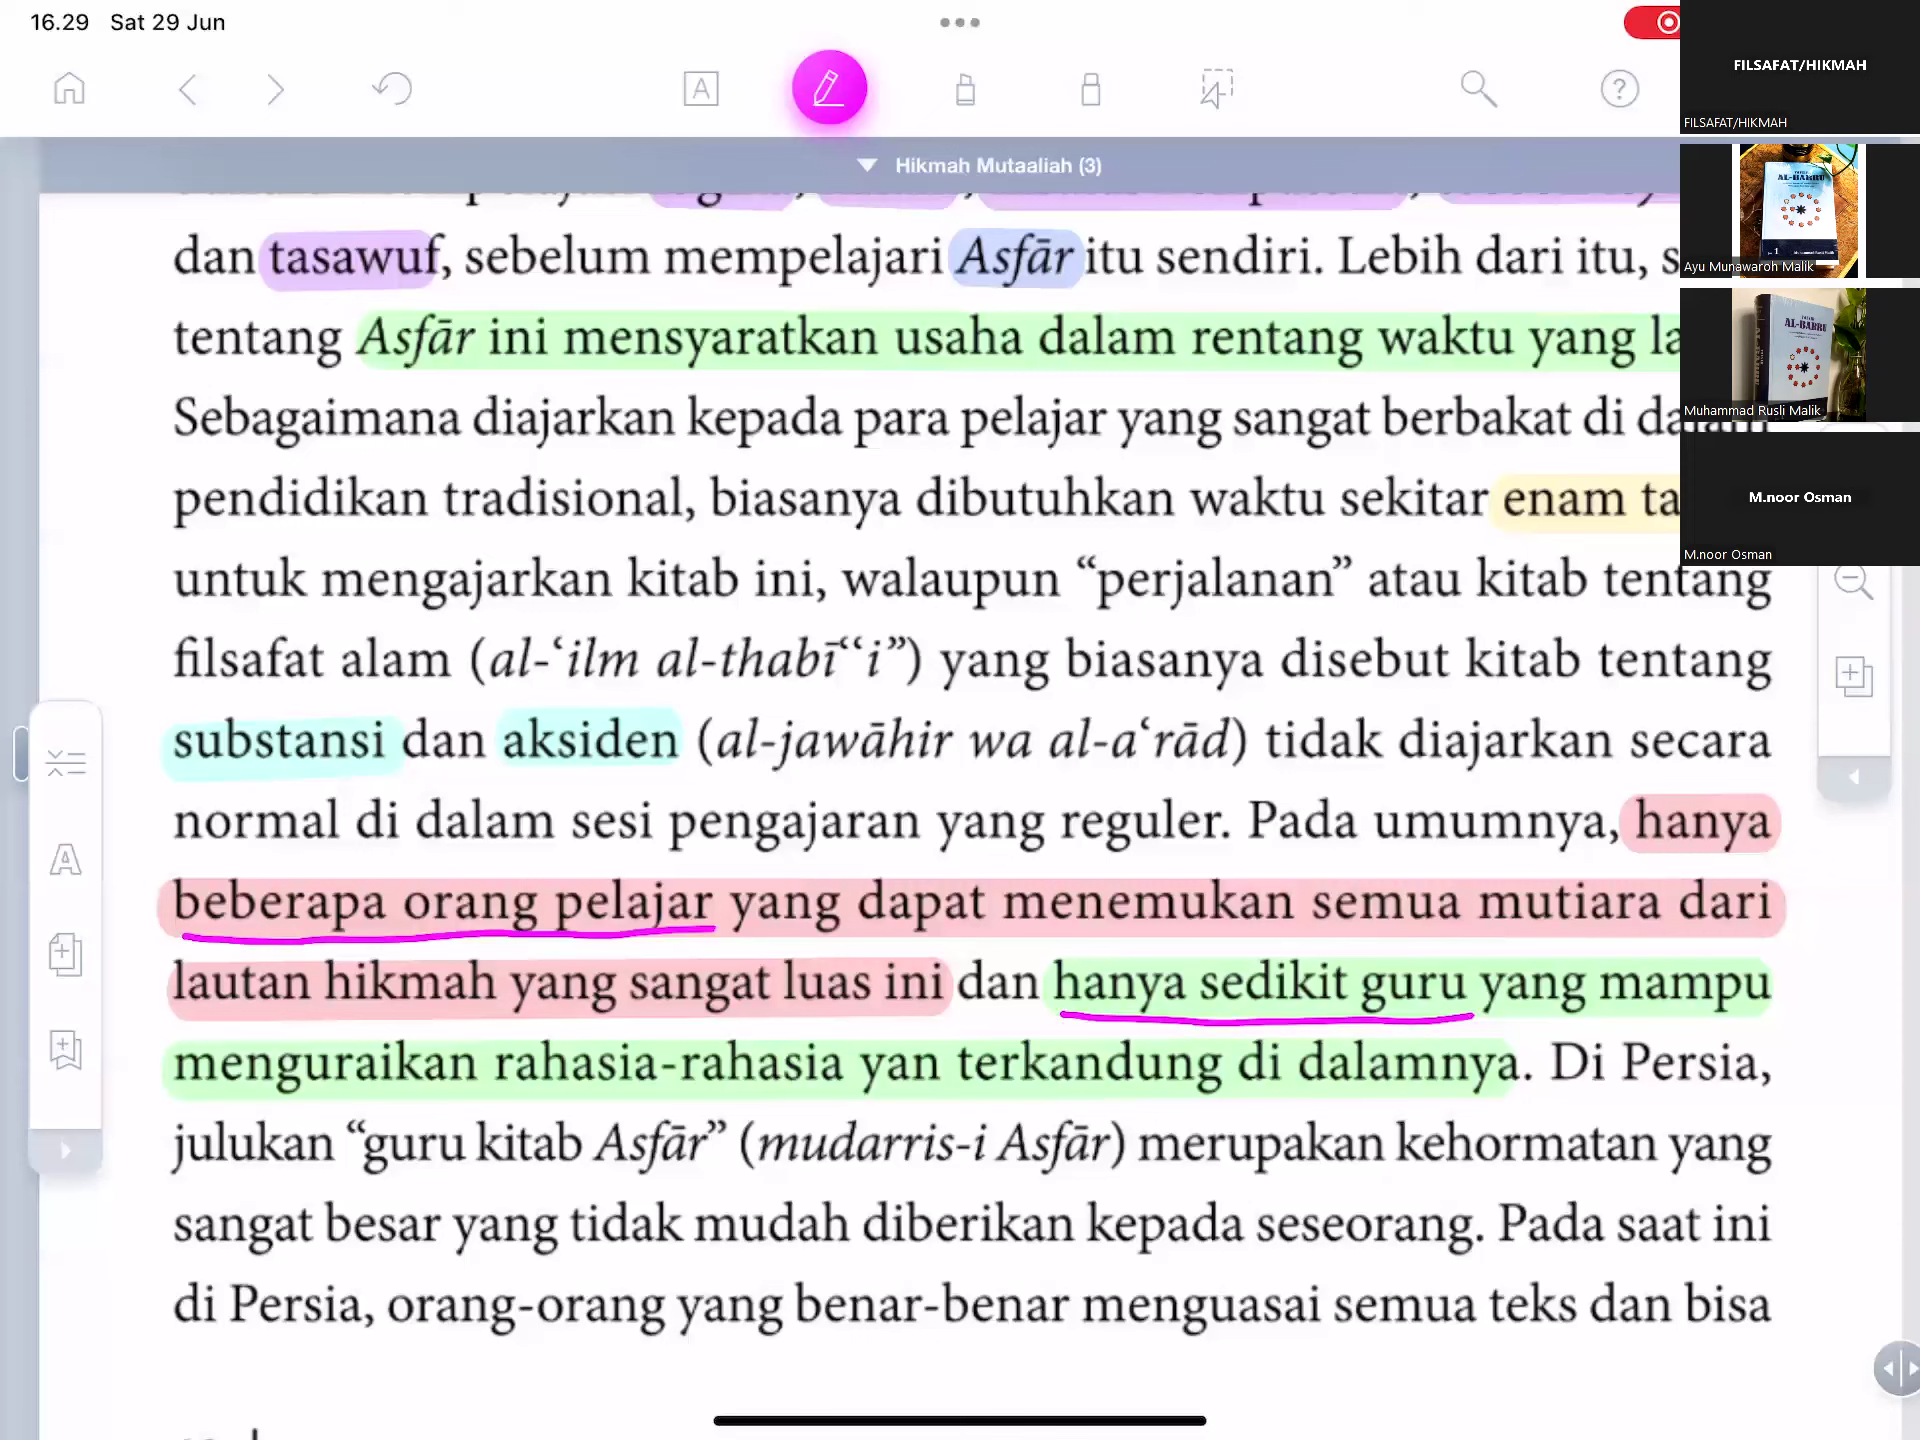 16.29 Sat 29 Jun
A
?
Hikmah Mutaaliah (3)
dan tasawuf, sebelum mempelajari Asfār itu sendiri. Lebih dari itu, s
tentang Asfār ini mensyaratkan usaha dalam rentang waktu yang la
Sebagaimana diajarkan kepada para pelajar yang sangat berbakat di dalam
pendidikan tradisional, biasanya dibutuhkan waktu sekitar enam ta
untuk mengajarkan kitab ini, walaupun “perjalanan” atau kitab tentang
filsafat alam (al-‘ilm al-thabī‘‘i”) yang biasanya disebut kitab tentang
substansi dan aksiden (al-jawāhir wa al-a‘rād) tidak diajarkan secara
normal di dalam sesi pengajaran yang reguler. Pada umumnya, hanya
beberapa orang pelajar yang dapat menemukan semua mutiara dari
lautan hikmah yang sangat luas ini dan hanya sedikit guru yang mampu
menguraikan rahasia-rahasia yan terkandung di dalamnya. Di Persia,
julukan “guru kitab Asfār” (mudarris-i Asfār) merupakan kehormatan yang
sangat besar yang tidak mudah diberikan kepada seseorang. Pada saat ini
di Persia, orang-orang yang benar-benar menguasai semua teks dan bisa
A
FILSAFAT/HIKMAH
FILSAFAT/HIKMAH
AL-BAHRU
Ayu Munawaroh Malik
AL-BAHRU
Muhammad Rusli Malik
M.noor Osman
M.noor Osman